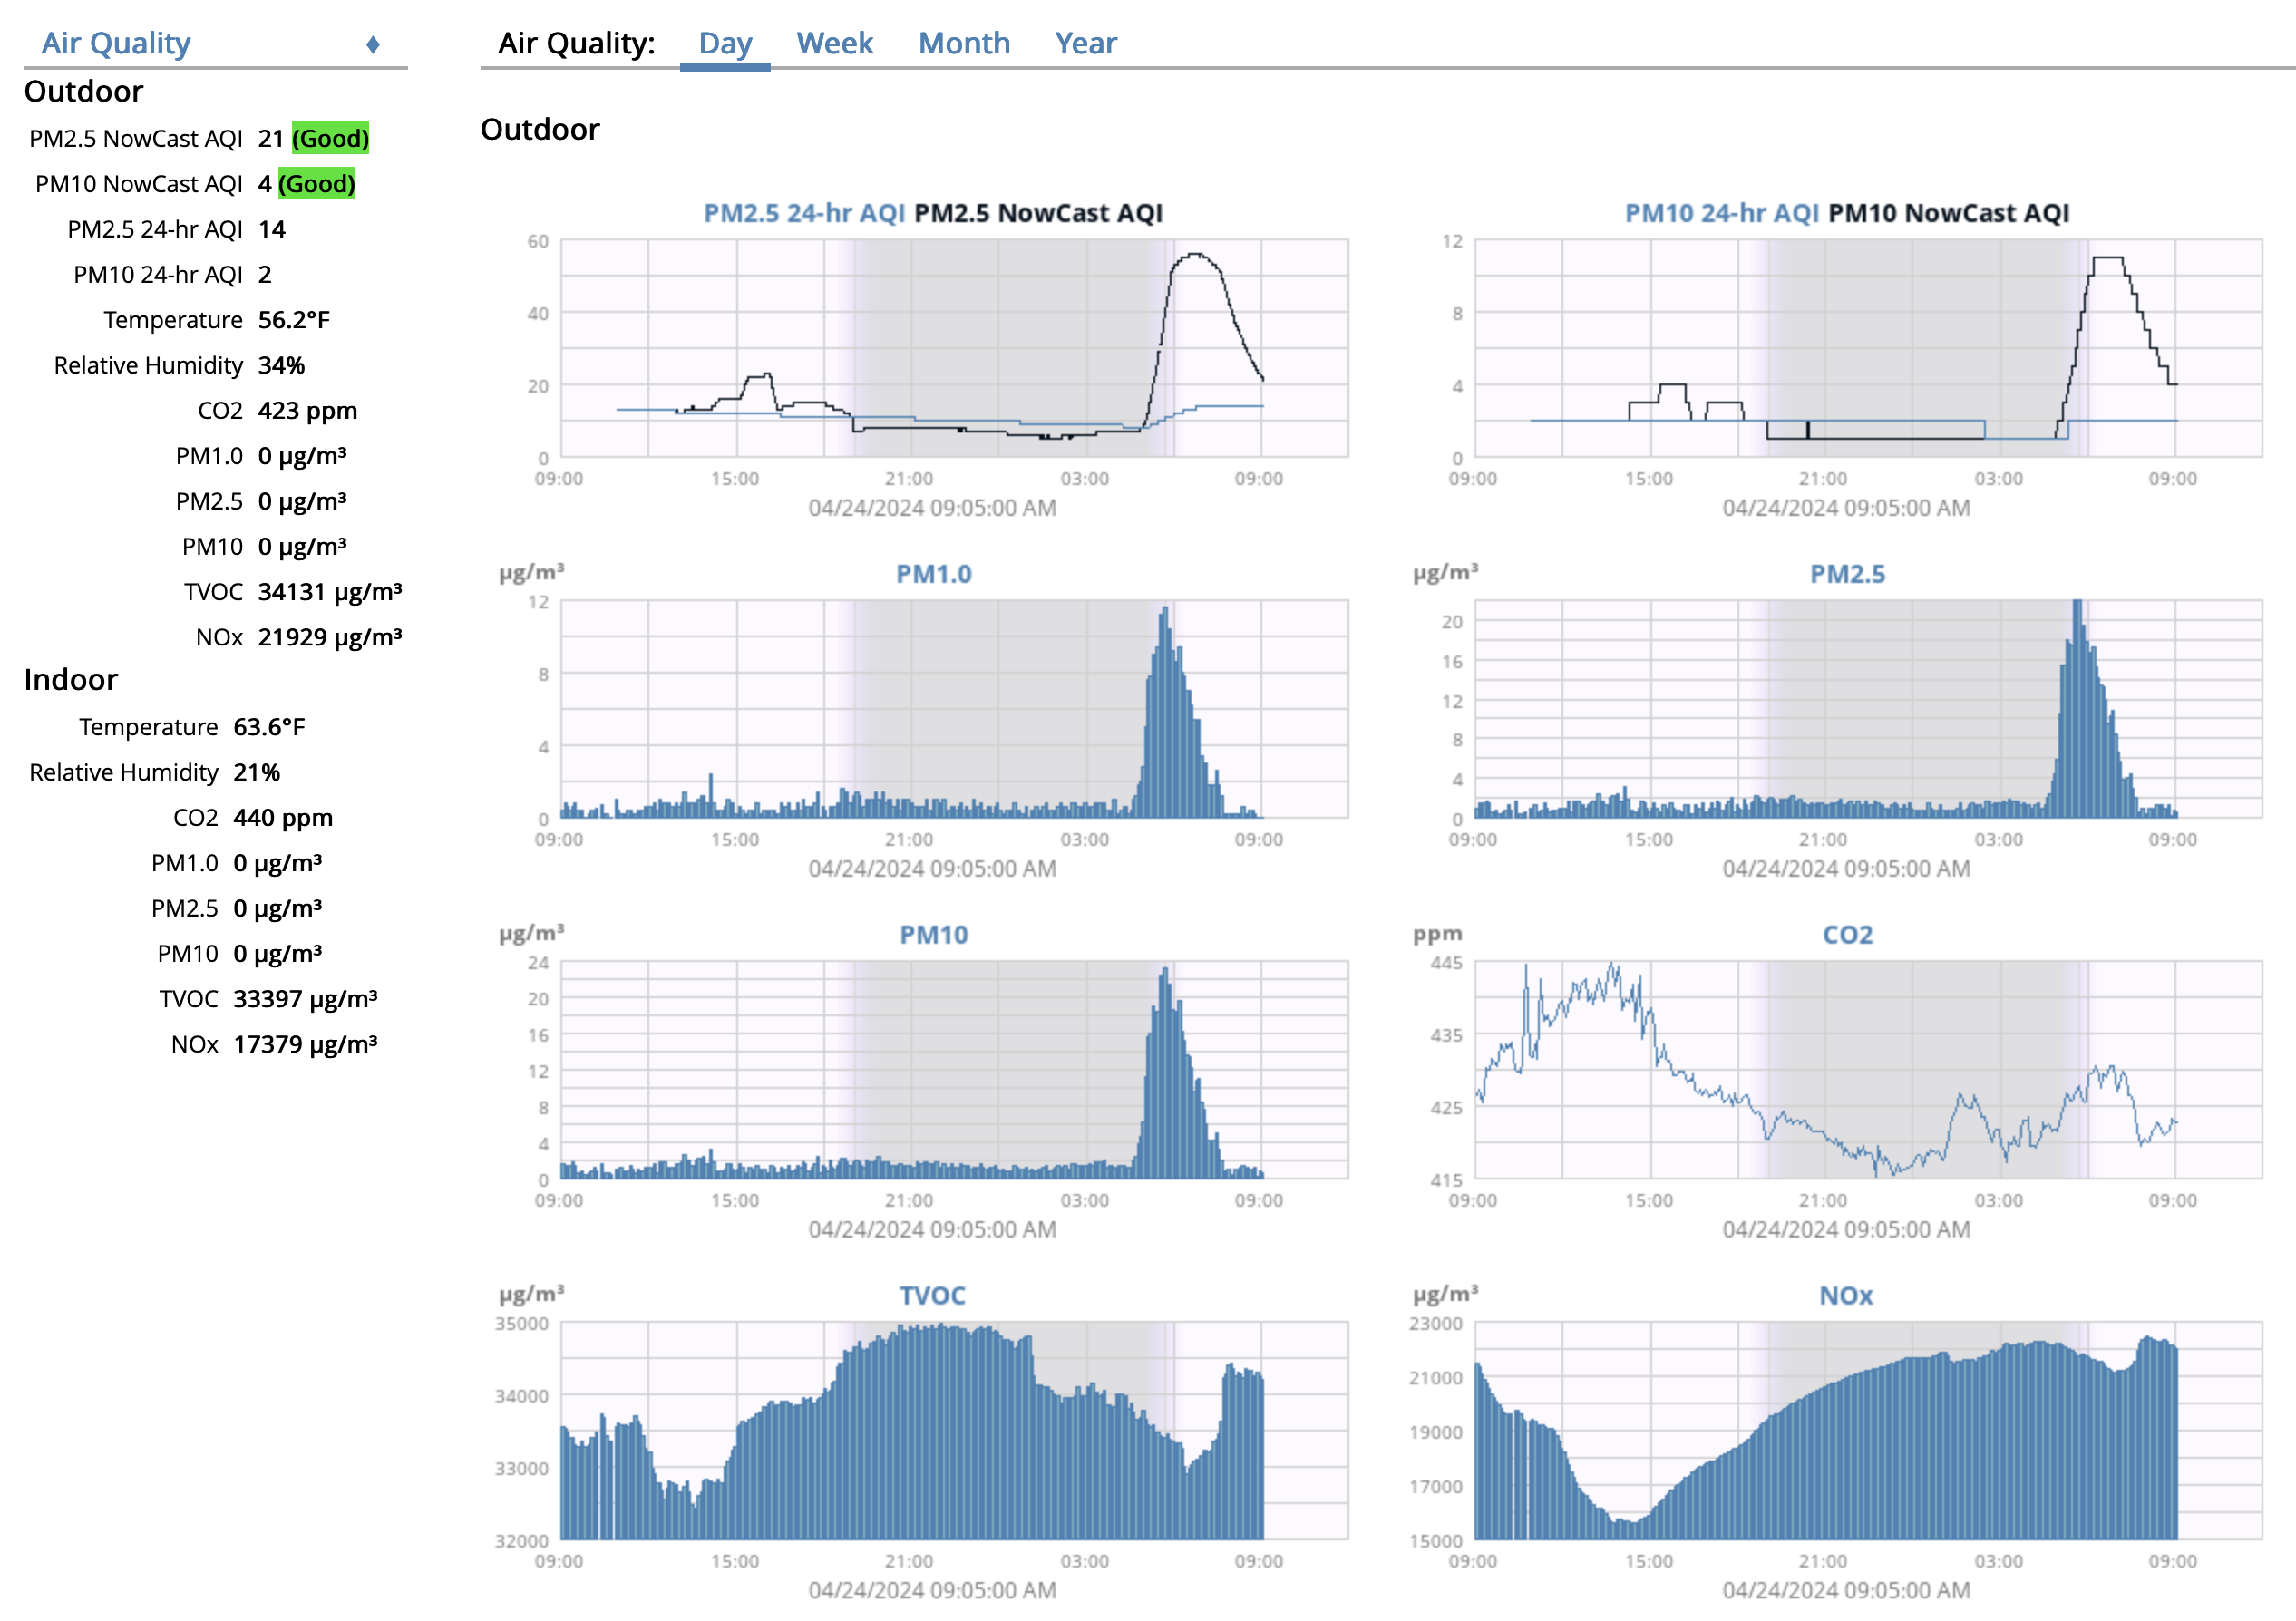 Air Quality ♦
Outdoor
PM2.5 NowCast AQI 21 (Good)
PM10 NowCast AQI 4 (Good)
PM2.5 24-hr AQI 14
PM10 24-hr AQI 2
Temperature 56.2°F
Relative Humidity 34%
CO2 423 ppm
PM1.0 0 µg/m³
PM2.5 0 µg/m³
PM10 0 µg/m³
TVOC 34131 µg/m³
NOx 21929 µg/m³
Indoor
Temperature 63.6°F
Relative Humidity 21%
CO2 440 ppm
PM1.0 0 µg/m³
PM2.5 0 µg/m³
PM10 0 µg/m³
TVOC 33397 µg/m³
NOx 17379 µg/m³
Air Quality: Day Week Month Year
Outdoor
PM2.5 24-hr AQI PM2.5 NowCast AQI
60
40
20
0
09:00 15:00 21:00 03:00 09:00
04/24/2024 09:05:00 AM
PM10 24-hr AQI PM10 NowCast AQI
12
8
4
0
09:00 15:00 21:00 03:00 09:00
04/24/2024 09:05:00 AM
µg/m³ PM1.0
12
8
4
0
09:00 15:00 21:00 03:00 09:00
04/24/2024 09:05:00 AM
µg/m³ PM2.5
20
16
12
8
4
0
09:00 15:00 21:00 03:00 09:00
04/24/2024 09:05:00 AM
µg/m³ PM10
24
20
16
12
8
4
0
09:00 15:00 21:00 03:00 09:00
04/24/2024 09:05:00 AM
ppm CO2
445
435
425
415
09:00 15:00 21:00 03:00 09:00
04/24/2024 09:05:00 AM
µg/m³ TVOC
35000
34000
33000
32000
09:00 15:00 21:00 03:00 09:00
04/24/2024 09:05:00 AM
µg/m³ NOx
23000
21000
19000
17000
15000
09:00 15:00 21:00 03:00 09:00
04/24/2024 09:05:00 AM